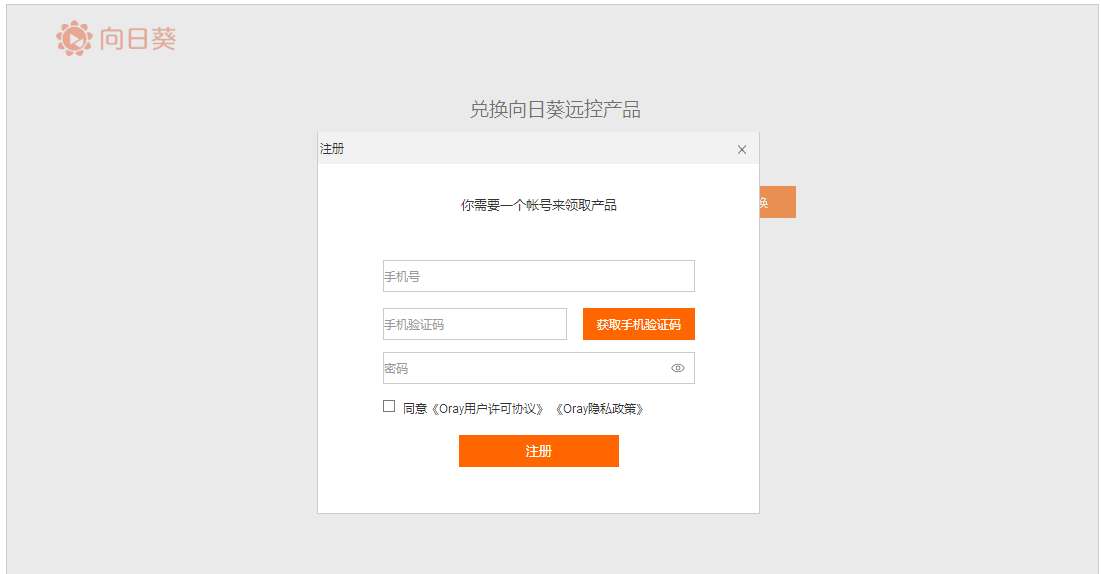 向日葵
兑换向日葵远控产品
注册
你需要一个帐号来领取产品
换
手机号
手机验证码 获取手机验证码
密码
同意《Oray用户许可协议》 《Oray隐私政策》
注册